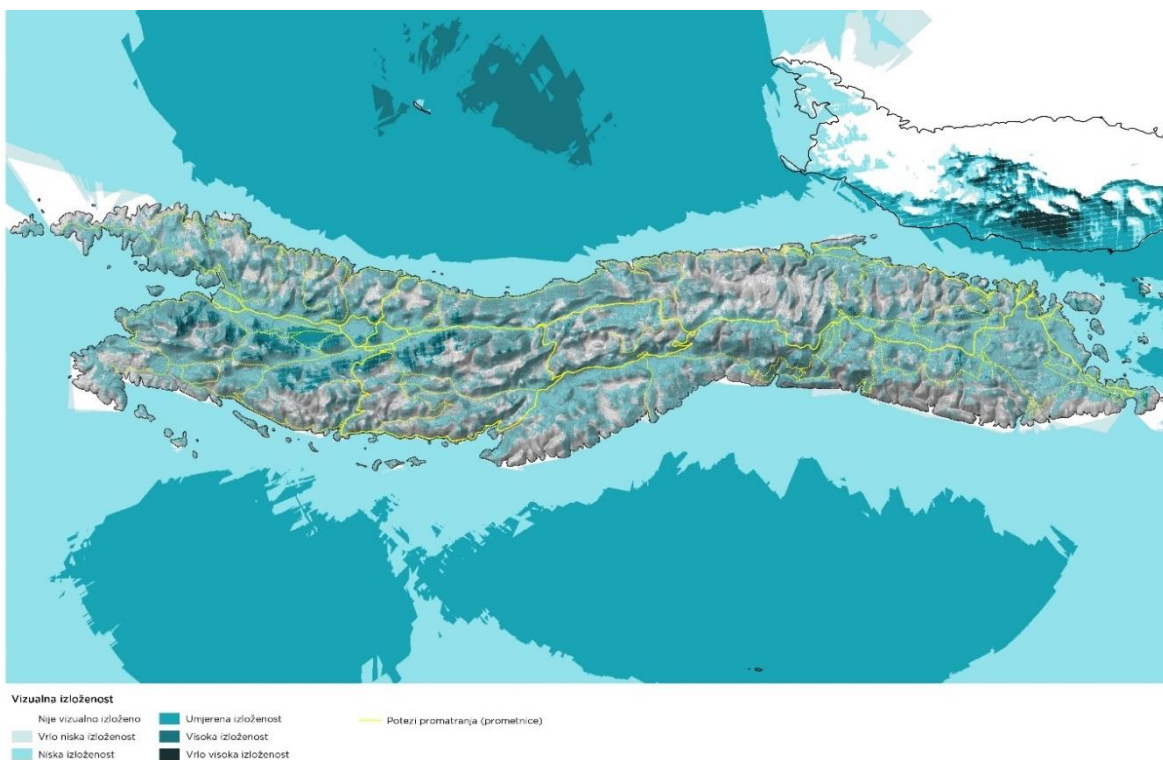 Vizualna izloženost
Nije vizualno izloženo
Vrlo niska izloženost
Niska izloženost
Umjerena izloženost
Visoka izloženost
Vrlo visoka izloženost
Potezi promatranja (prometnice)